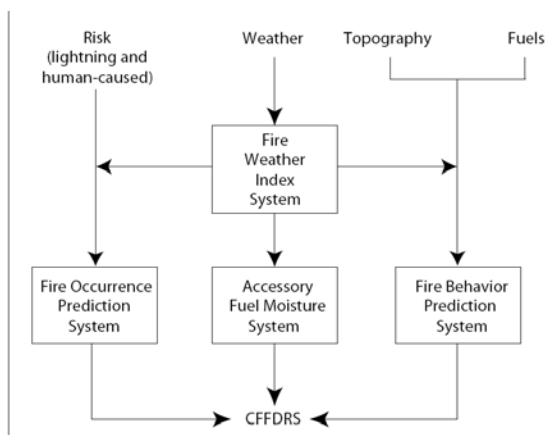 Risk
(lightning and
human-caused)
Weather
Topography
Fuels
Fire
Weather
Index
System
Fire Occurrence
Prediction
System
Accessory
Fuel Moisture
System
Fire Behavior
Prediction
System
CFFDRS